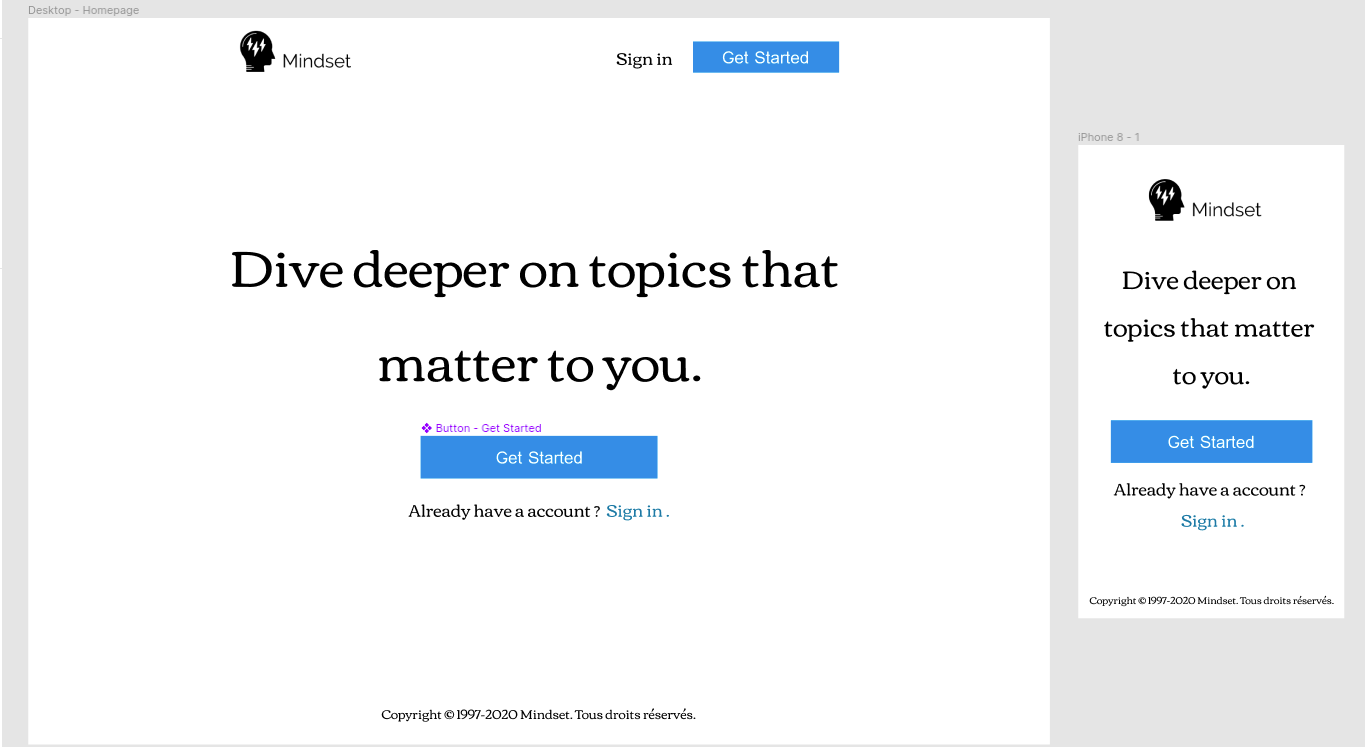 Desktop - Homepage
Mindset
Sign in
Get Started
Dive deeper on topics that
matter to you.
Button - Get Started
Get Started
Already have a account ? Sign in .
Copyright © 1997-2020 Mindset. Tous droits réservés.
iPhone 8 - 1
Mindset
Dive deeper on
topics that matter
to you.
Get Started
Already have a account ?
Sign in .
Copyright © 1997-2020 Mindset. Tous droits réservés.